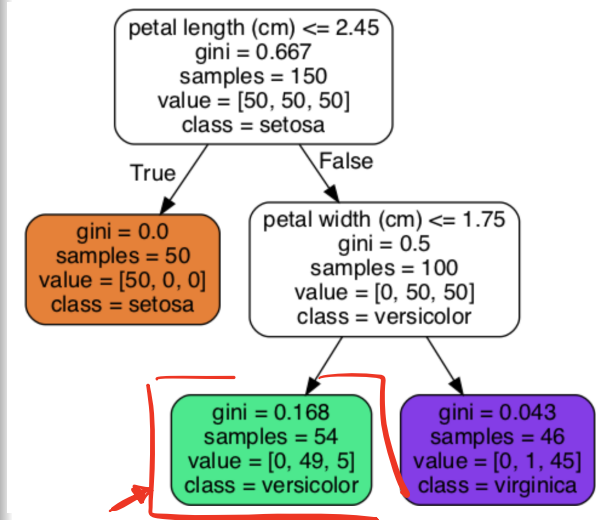 petal length (cm) <= 2.45
gini = 0.667
samples = 150
value = [50, 50, 50]
class = setosa
True
False
gini = 0.0
samples = 50
value = [50, 0, 0]
class = setosa
petal width (cm) <= 1.75
gini = 0.5
samples = 100
value = [0, 50, 50]
class = versicolor
gini = 0.168
samples = 54
value = [0, 49, 5]
class = versicolor
gini = 0.043
samples = 46
value = [0, 1, 45]
class = virginica